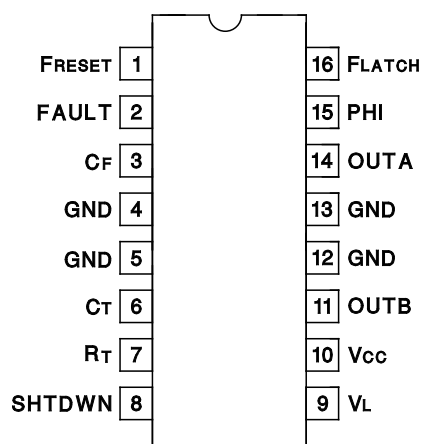 FRESET 1 16 FLATCH
FAULT 2 15 PHI
CF 3 14 OUTA
GND 4 13 GND
GND 5 12 GND
CT 6 11 OUTB
RT 7 10 VCC
SHTDWN 8 9 VL